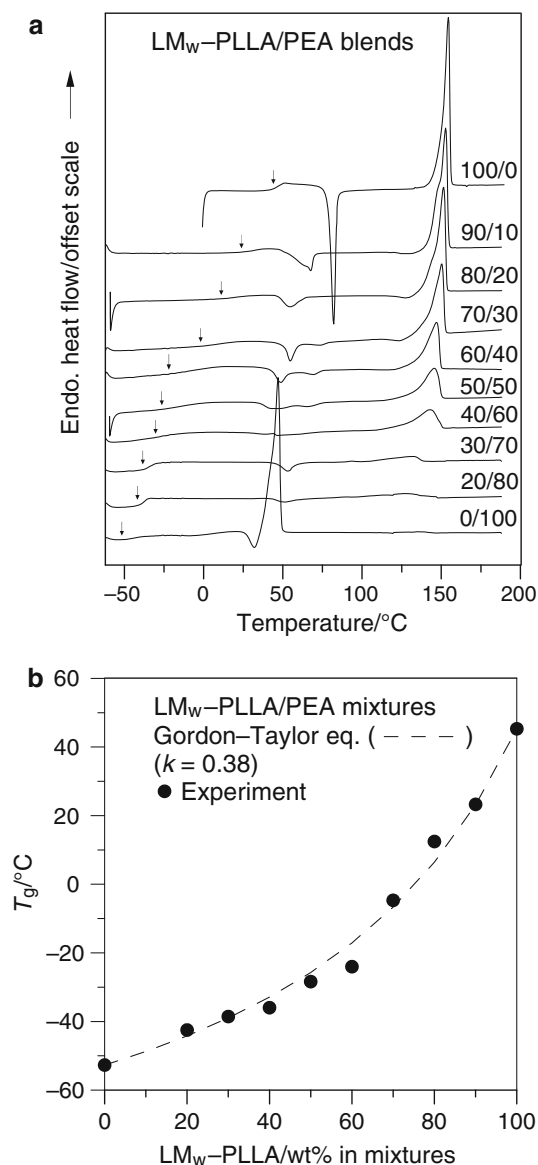 a
LMw–PLLA/PEA blends
Endo. heat flow/offset scale
100/0
90/10
80/20
70/30
60/40
50/50
40/60
30/70
20/80
0/100
–50 0 50 100 150 200
Temperature/°C
b
LMw–PLLA/PEA mixtures
Gordon–Taylor eq. ( – – – )
(k = 0.38)
Experiment
60
40
20
0
–20
–40
–60
Tg/°C
0 20 40 60 80 100
LMw–PLLA/wt% in mixtures